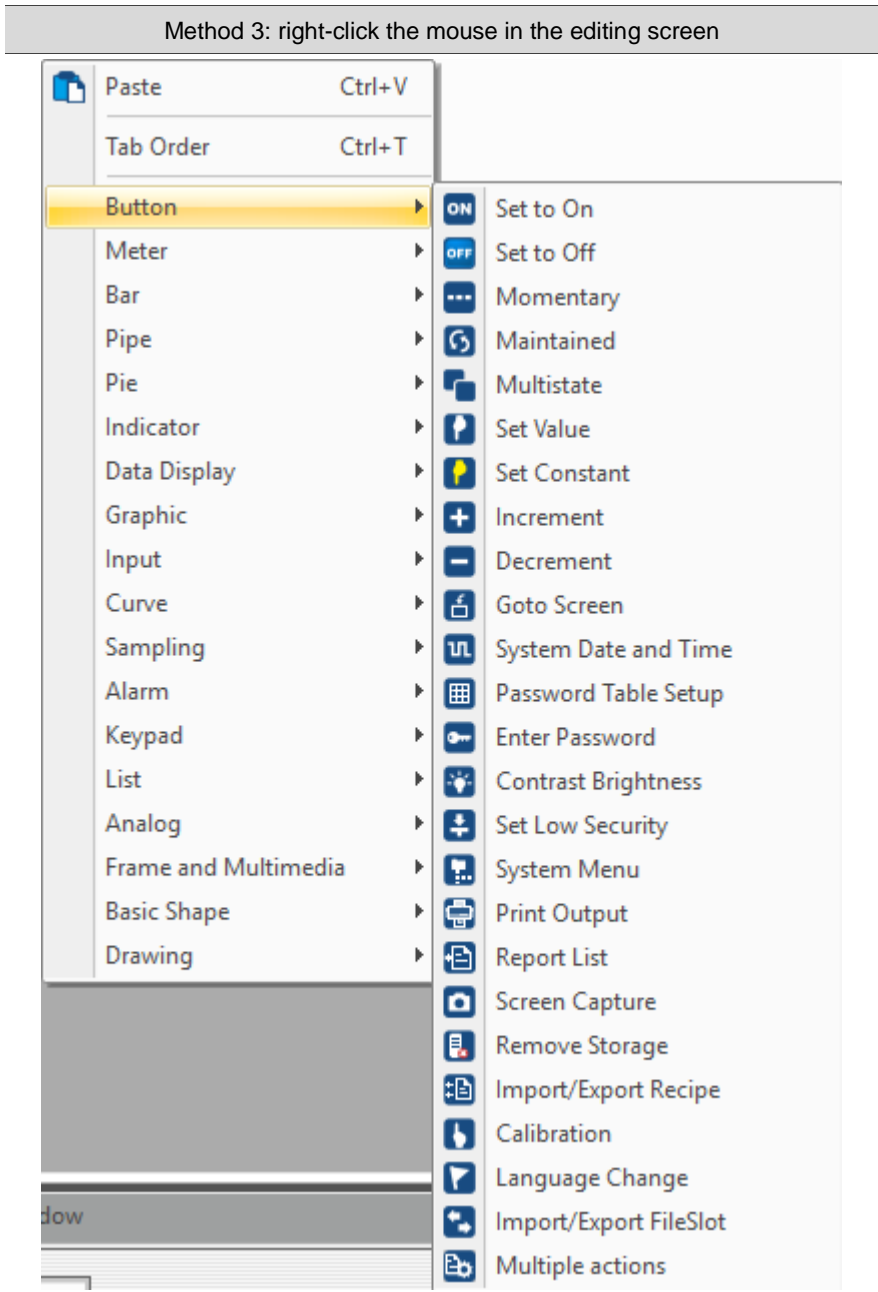 Method 3: right-click the mouse in the editing screen
Paste Ctrl+V
Tab Order Ctrl+T
Button
Meter
Bar
Pipe
Pie
Indicator
Data Display
Graphic
Input
Curve
Sampling
Alarm
Keypad
List
Analog
Frame and Multimedia
Basic Shape
Drawing
ON Set to On
OFF Set to Off
Momentary
Maintained
Multistate
Set Value
Set Constant
Increment
Decrement
Goto Screen
System Date and Time
Password Table Setup
Enter Password
Contrast Brightness
Set Low Security
System Menu
Print Output
Report List
Screen Capture
Remove Storage
Import/Export Recipe
Calibration
Language Change
Import/Export FileSlot
Multiple actions
dow